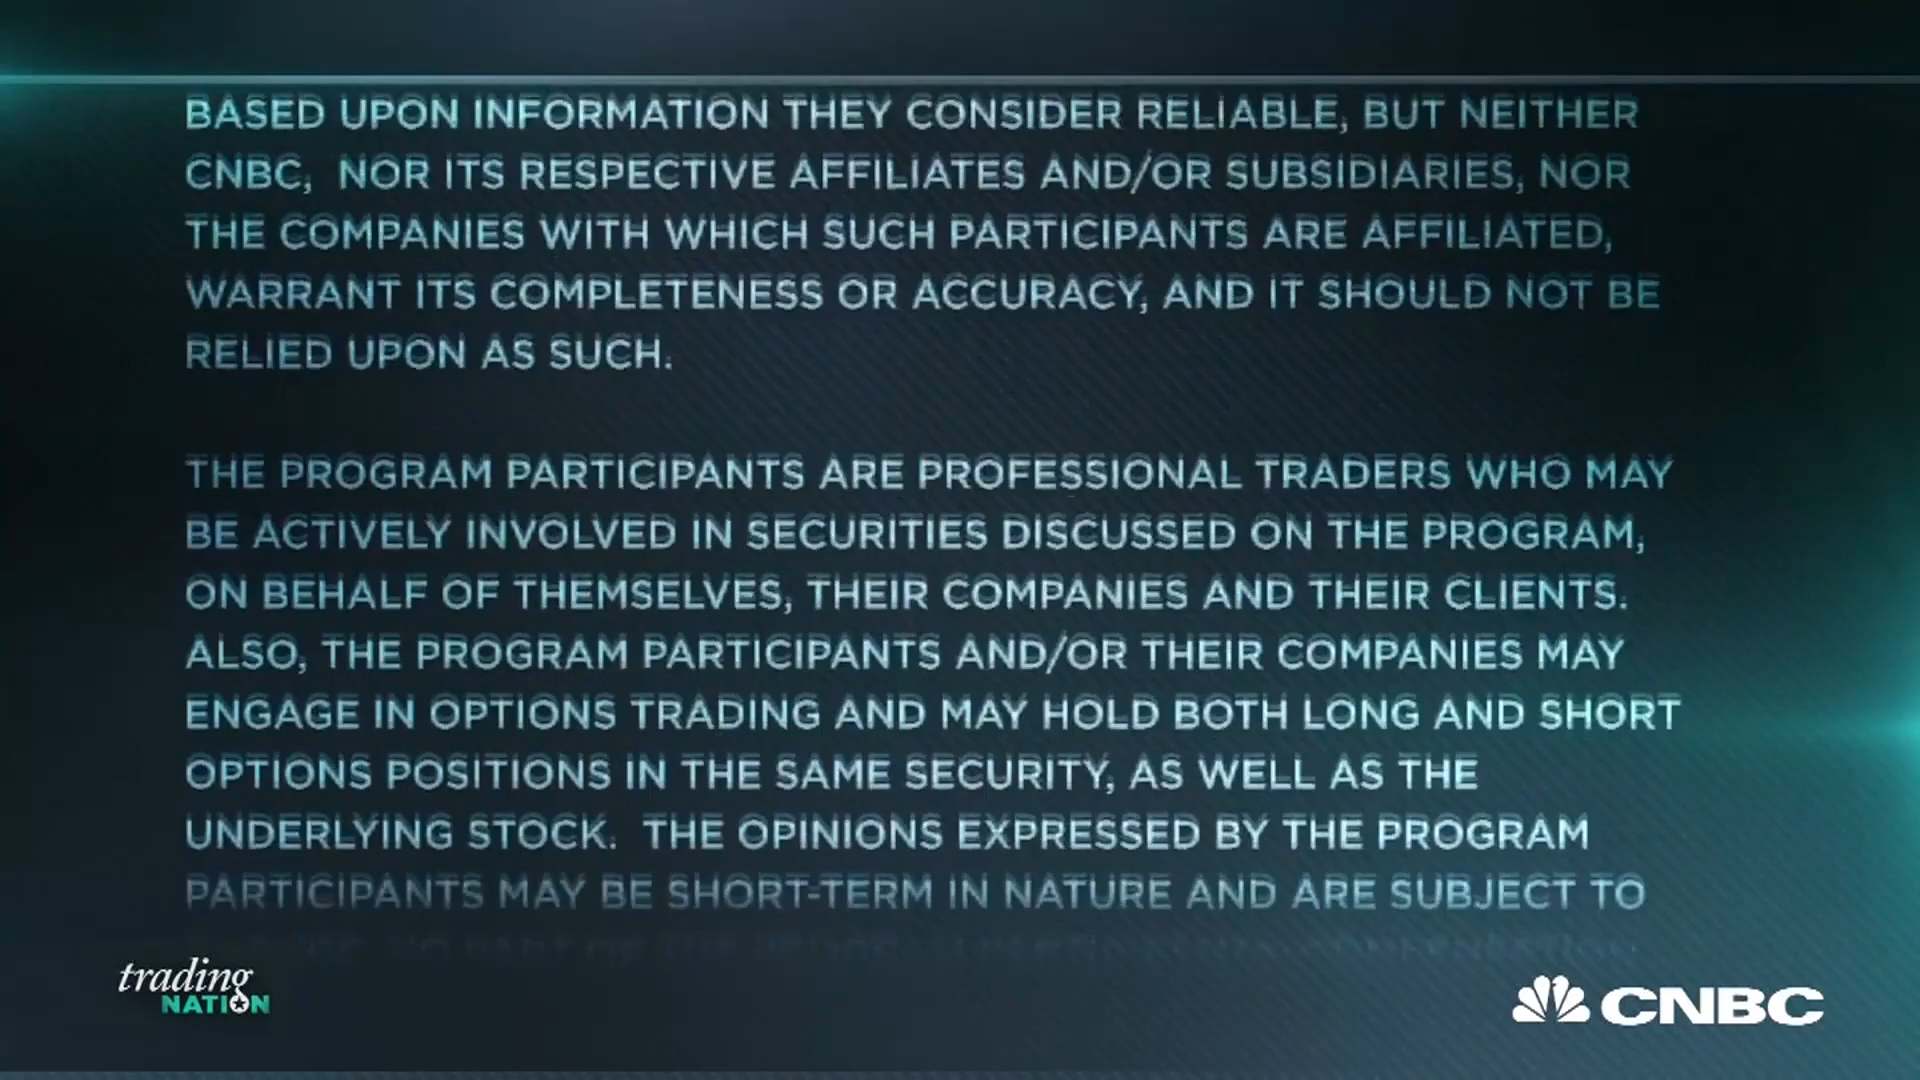 BASED UPON INFORMATION THEY CONSIDER RELIABLE, BUT NEITHER
CNBC,  NOR ITS RESPECTIVE AFFILIATES AND/OR SUBSIDIARIES, NOR
THE COMPANIES WITH WHICH SUCH PARTICIPANTS ARE AFFILIATED,
WARRANT ITS COMPLETENESS OR ACCURACY, AND IT SHOULD NOT BE
RELIED UPON AS SUCH.
THE PROGRAM PARTICIPANTS ARE PROFESSIONAL TRADERS WHO MAY
BE ACTIVELY INVOLVED IN SECURITIES DISCUSSED ON THE PROGRAM,
ON BEHALF OF THEMSELVES, THEIR COMPANIES AND THEIR CLIENTS.
ALSO, THE PROGRAM PARTICIPANTS AND/OR THEIR COMPANIES MAY
ENGAGE IN OPTIONS TRADING AND MAY HOLD BOTH LONG AND SHORT
OPTIONS POSITIONS IN THE SAME SECURITY, AS WELL AS THE
UNDERLYING STOCK.  THE OPINIONS EXPRESSED BY THE PROGRAM
PARTICIPANTS MAY BE SHORT-TERM IN NATURE AND ARE SUBJECT TO
trading
NATION
CNBC